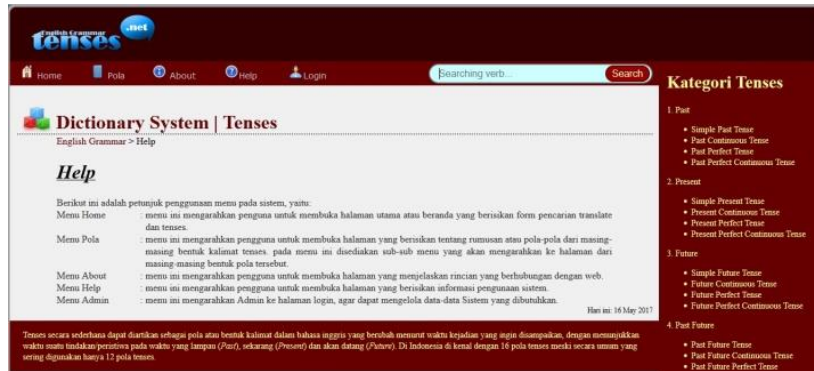 English Grammar
tenses .net
Home Pola About Help Login Searching verb... Search
Dictionary System | Tenses
English Grammar > Help
Help
Berikut ini adalah petunjuk penggunaan menu pada sistem, yaitu:
Menu Home : menu ini mengarahkan penguna untuk membuka halaman utama atau beranda yang berisikan form pencarian translate
dan tenses.
Menu Pola : menu ini mengarahkan pengguna untuk membuka halaman yang berisikan tentang rumusan atau pola-pola dari masing-
masing bentuk kalimat tenses. pada menu ini disediakan sub-sub menu yang akan mengarahkan ke halaman dari
masing-masing bentuk pola tersebut.
Menu About : menu ini mengarahkan pengguna untuk membuka halaman yang menjelaskan rincian yang berhubungan dengan web.
Menu Help : menu ini mengarahkan pengguna untuk membuka halaman yang berisikan informasi pengunaan sistem.
Menu Admin : menu ini mengarahkan Admin ke halaman login, agar dapat mengelola data-data Sistem yang dibutuhkan.
Hari ini: 16 May 2017
Tenses secara sederhana dapat diartikan sebagai pola atau bentuk kalimat dalam bahasa inggris yang berubah menurut waktu kejadian yang ingin disampaikan, dengan menunjukkan
waktu suatu tindakan/peristiwa pada waktu yang lampau (Past), sekarang (Present) dan akan datang (Future). Di Indonesia di kenal dengan 16 pola tenses meski secara umum yang
sering digunakan hanya 12 pola tenses.
Kategori Tenses
1. Past
Simple Past Tense
Past Continuous Tense
Past Perfect Tense
Past Perfect Continuous Tense
2. Present
Simple Present Tense
Present Continuous Tense
Present Perfect Tense
Present Perfect Continuous Tense
3. Future
Simple Future Tense
Future Continuous Tense
Future Perfect Tense
Future Perfect Continuous Tense
4. Past Future
Past Future Tense
Past Future Continuous Tense
Past Future Perfect Tense